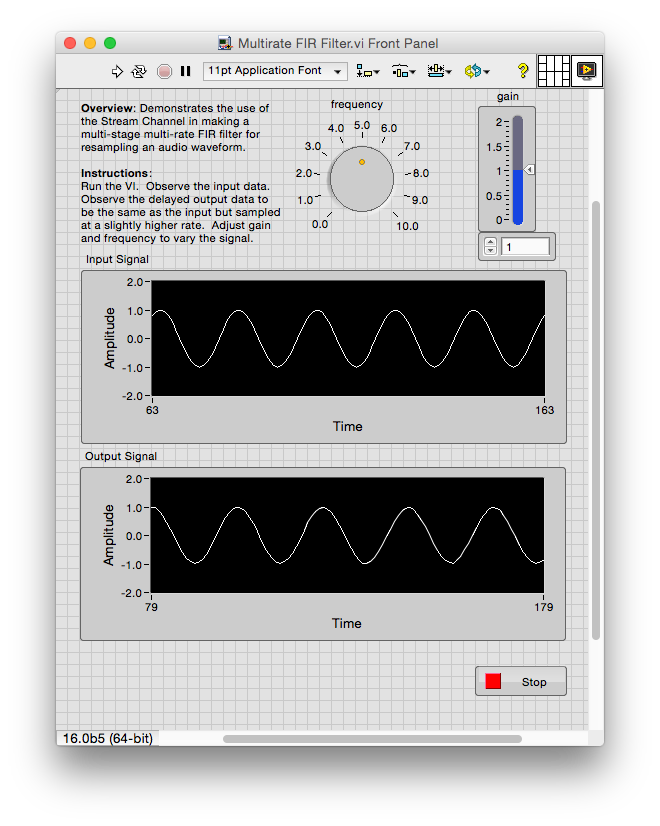 Multirate FIR Filter.vi Front Panel
11pt Application Font
?
Overview: Demonstrates the use of
the Stream Channel in making a
multi-stage multi-rate FIR filter for
resampling an audio waveform.
Instructions:
Run the VI. Observe the input data.
Observe the delayed output data to
be the same as the input but sampled
at a slightly higher rate. Adjust gain
and frequency to vary the signal.
frequency
0.0
1.0
2.0
3.0
4.0
5.0
6.0
7.0
8.0
9.0
10.0
gain
2
1.5
1
0.5
0
1
Input Signal
2.0
1.0
0.0
-1.0
-2.0
Amplitude
63
163
Time
Output Signal
2.0
1.0
0.0
-1.0
-2.0
Amplitude
79
179
Time
Stop
16.0b5 (64-bit)